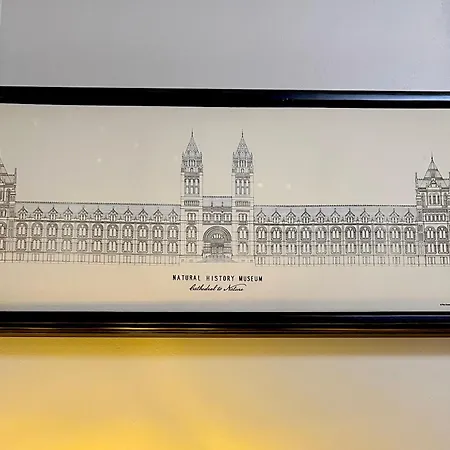 NATURAL HISTORY MUSEUM
Cathedral to Nature